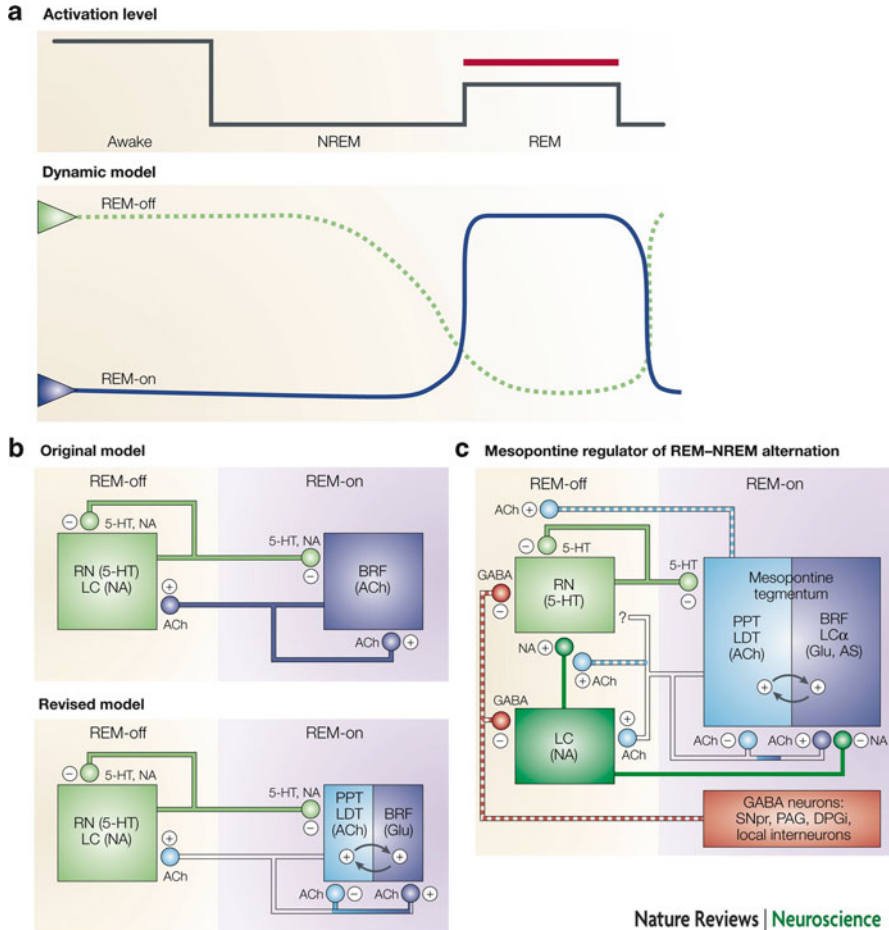 a Activation level
Awake NREM REM
Dynamic model
REM-off
REM-on
b Original model
REM-off REM-on
− 5-HT, NA
5-HT, NA
−
RN (5-HT)
LC (NA)
+
ACh
BRF
(ACh)
ACh +
Revised model
REM-off REM-on
− 5-HT, NA
5-HT, NA
−
RN (5-HT)
LC (NA)
+
ACh
PPT
LDT
(ACh)
BRF
(Glu)
+ +
ACh − ACh +
c Mesopontine regulator of REM–NREM alternation
REM-off REM-on
ACh +
− 5-HT
GABA
−
RN
(5-HT)
5-HT
−
?
NA +
+ ACh
GABA
−
LC
(NA)
+
ACh
Mesopontine
tegmentum
PPT
LDT
(ACh)
BRF
LCα
(Glu, AS)
+ +
ACh − ACh + − NA
GABA neurons:
SNpr, PAG, DPGi,
local interneurons
Nature Reviews | Neuroscience